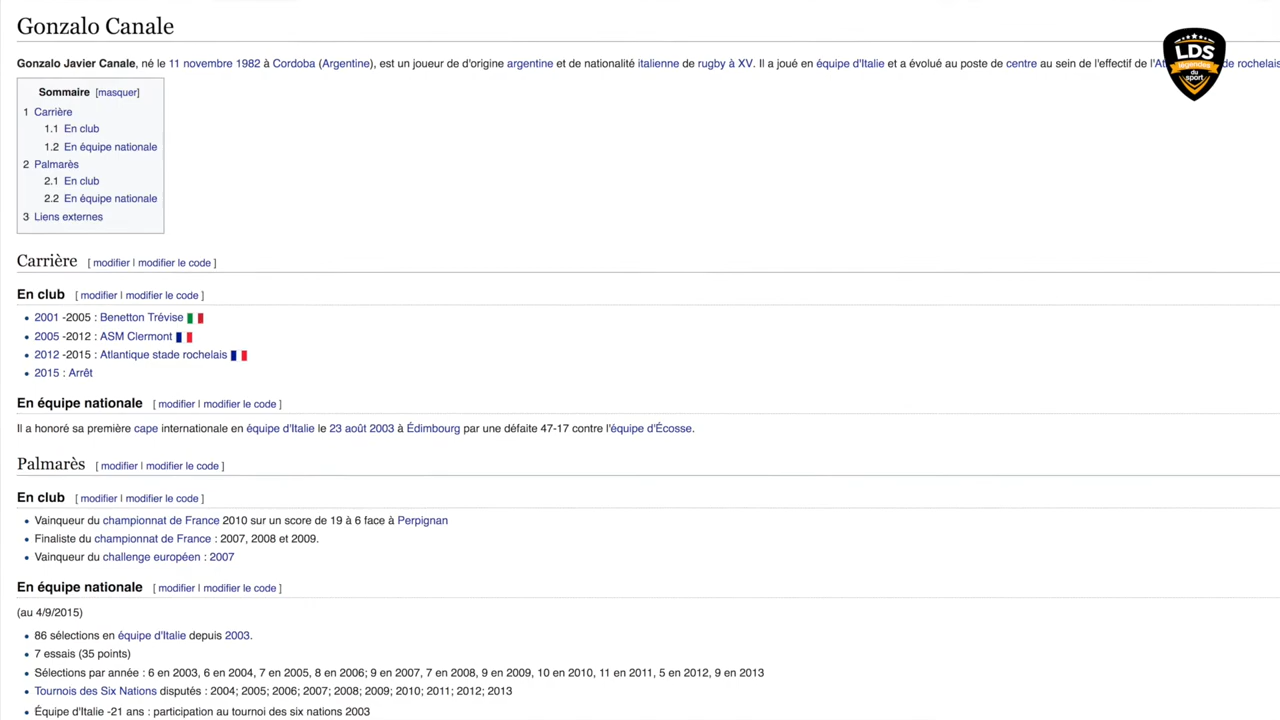 Gonzalo Canale
LDS
légendes
du
sport
Gonzalo Javier Canale, né le 11 novembre 1982 à Cordoba (Argentine), est un joueur de d'origine argentine et de nationalité italienne de rugby à XV. Il a joué en équipe d'Italie et a évolué au poste de centre au sein de l'effectif de l'At de rochelais
Sommaire [masquer]
1 Carrière
1.1 En club
1.2 En équipe nationale
2 Palmarès
2.1 En club
2.2 En équipe nationale
3 Liens externes
Carrière [ modifier | modifier le code ]
En club [ modifier | modifier le code ]
• 2001 -2005 : Benetton Trévise
• 2005 -2012 : ASM Clermont
• 2012 -2015 : Atlantique stade rochelais
• 2015 : Arrêt
En équipe nationale [ modifier | modifier le code ]
Il a honoré sa première cape internationale en équipe d'Italie le 23 août 2003 à Édimbourg par une défaite 47-17 contre l'équipe d'Écosse.
Palmarès [ modifier | modifier le code ]
En club [ modifier | modifier le code ]
• Vainqueur du championnat de France 2010 sur un score de 19 à 6 face à Perpignan
• Finaliste du championnat de France : 2007, 2008 et 2009.
• Vainqueur du challenge européen : 2007
En équipe nationale [ modifier | modifier le code ]
(au 4/9/2015)
• 86 sélections en équipe d'Italie depuis 2003.
• 7 essais (35 points)
• Sélections par année : 6 en 2003, 6 en 2004, 7 en 2005, 8 en 2006; 9 en 2007, 7 en 2008, 9 en 2009, 10 en 2010, 11 en 2011, 5 en 2012, 9 en 2013
• Tournois des Six Nations disputés : 2004; 2005; 2006; 2007; 2008; 2009; 2010; 2011; 2012; 2013
• Équipe d'Italie -21 ans : participation au tournoi des six nations 2003